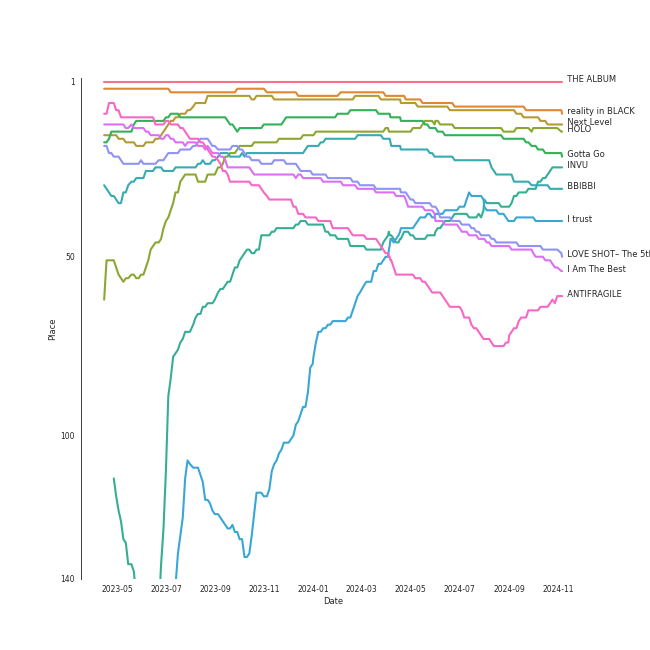 1
THE ALBUM
reality in BLACK
Next Level
HOLO
Gotta Go
INVU
BBIBBI
I trust
50
LOVE SHOT– The 5th
I Am The Best
ANTIFRAGILE
Place
100
140
2023-05 2023-07 2023-09 2023-11 2024-01 2024-03 2024-05 2024-07 2024-09 2024-11
Date